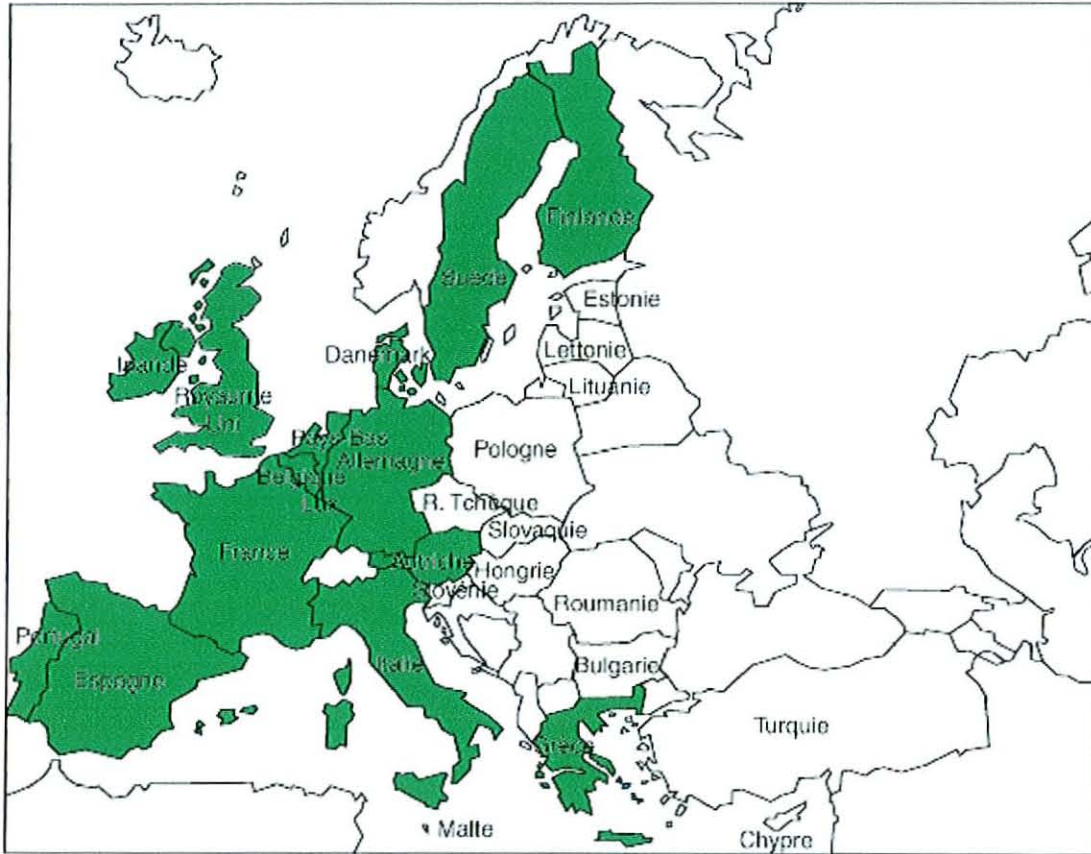 Finlande
Suède
Estonie
Danemark
Lettonie
Irlande
Lituanie
Royaume
Uni
Pays-Bas
Pologne
Allemagne
Belgique
R. Tchèque
Lux
Slovaquie
France
Autriche
Hongrie
Slovénie
Roumanie
Portugal
Italie
Bulgarie
Espagne
Turquie
Grèce
Malte
Chypre